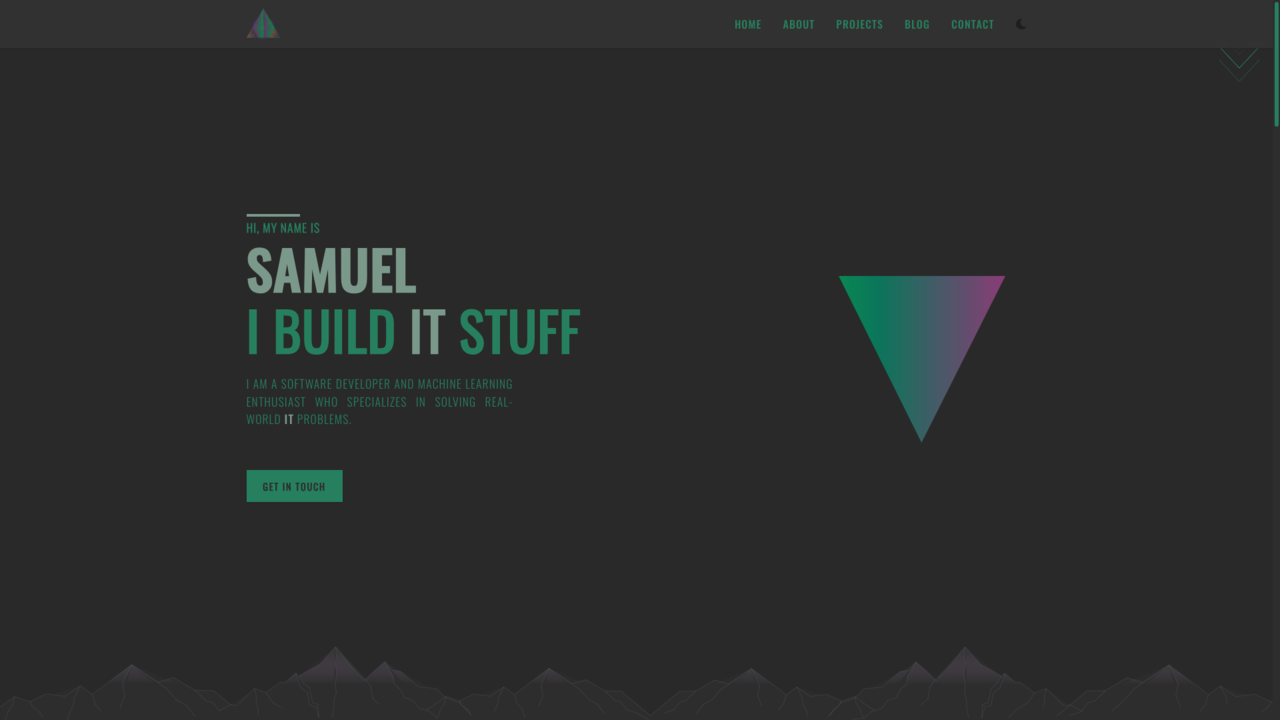 HOME ABOUT PROJECTS BLOG CONTACT
HI, MY NAME IS
SAMUEL
I BUILD IT STUFF
I AM A SOFTWARE DEVELOPER AND MACHINE LEARNING
ENTHUSIAST WHO SPECIALIZES IN SOLVING REAL-
WORLD IT PROBLEMS.
GET IN TOUCH